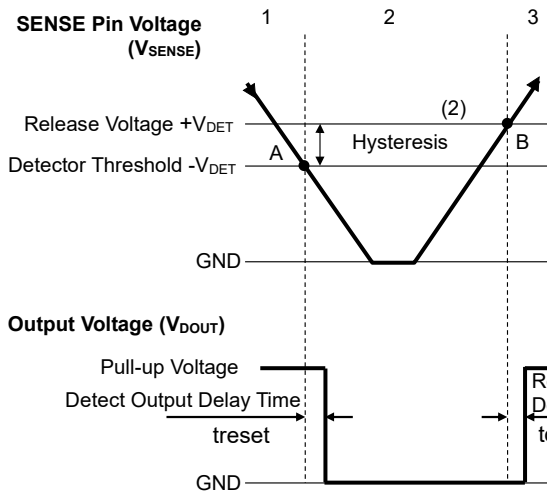 1 2 3
SENSE Pin Voltage
(VSENSE)
(2)
Release Voltage +VDET
A Hysteresis B
Detector Threshold -VDET
GND
Output Voltage (VDOUT)
Pull-up Voltage
Detect Output Delay Time
treset
GND